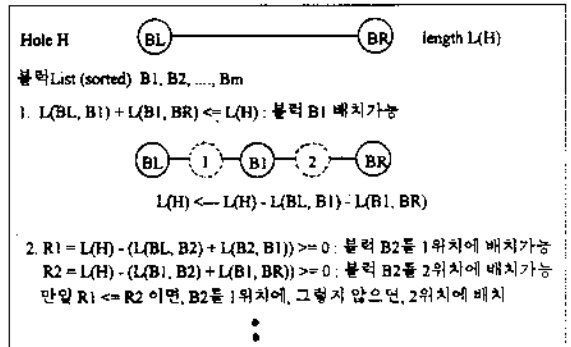 Hole H BL BR length L(H)
블럭List (sorted) B1, B2, ...., Bm
1. L(BL, B1) + L(B1, BR) <= L(H) : 블럭 B1 배치가능
BL 1 B1 2 BR
L(H) <— L(H) - L(BL, B1) - L(B1, BR)
2. R1 = L(H) - (L(BL, B2) + L(B2, B1)) >= 0 : 블럭 B2를 1위치에 배치가능
R2 = L(H) - (L(B1, B2) + L(B1, BR)) >= 0 : 블럭 B2를 2위치에 배치가능
만일 R1 <= R2 이면, B2를 1위치에, 그렇지 않으면, 2위치에 배치